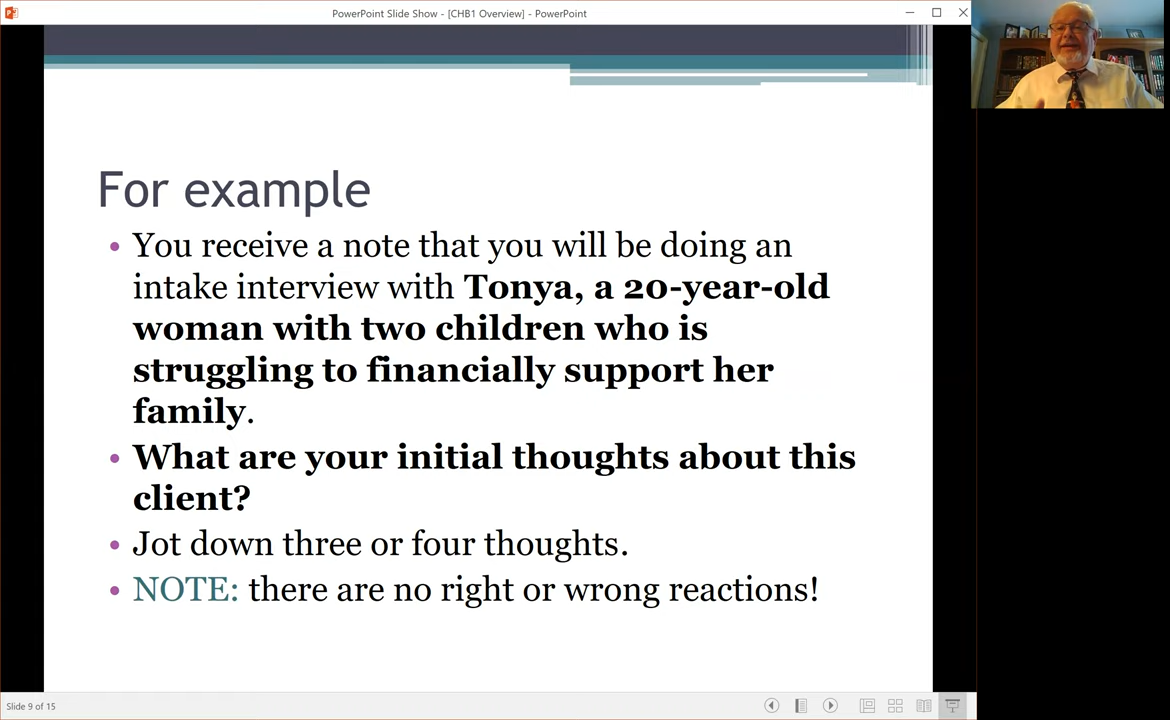 PowerPoint Slide Show - [CHB1 Overview] - PowerPoint
For example
• You receive a note that you will be doing an
intake interview with Tonya, a 20-year-old
woman with two children who is
struggling to financially support her
family.
• What are your initial thoughts about this
client?
• Jot down three or four thoughts.
• NOTE: there are no right or wrong reactions!
Slide 9 of 15